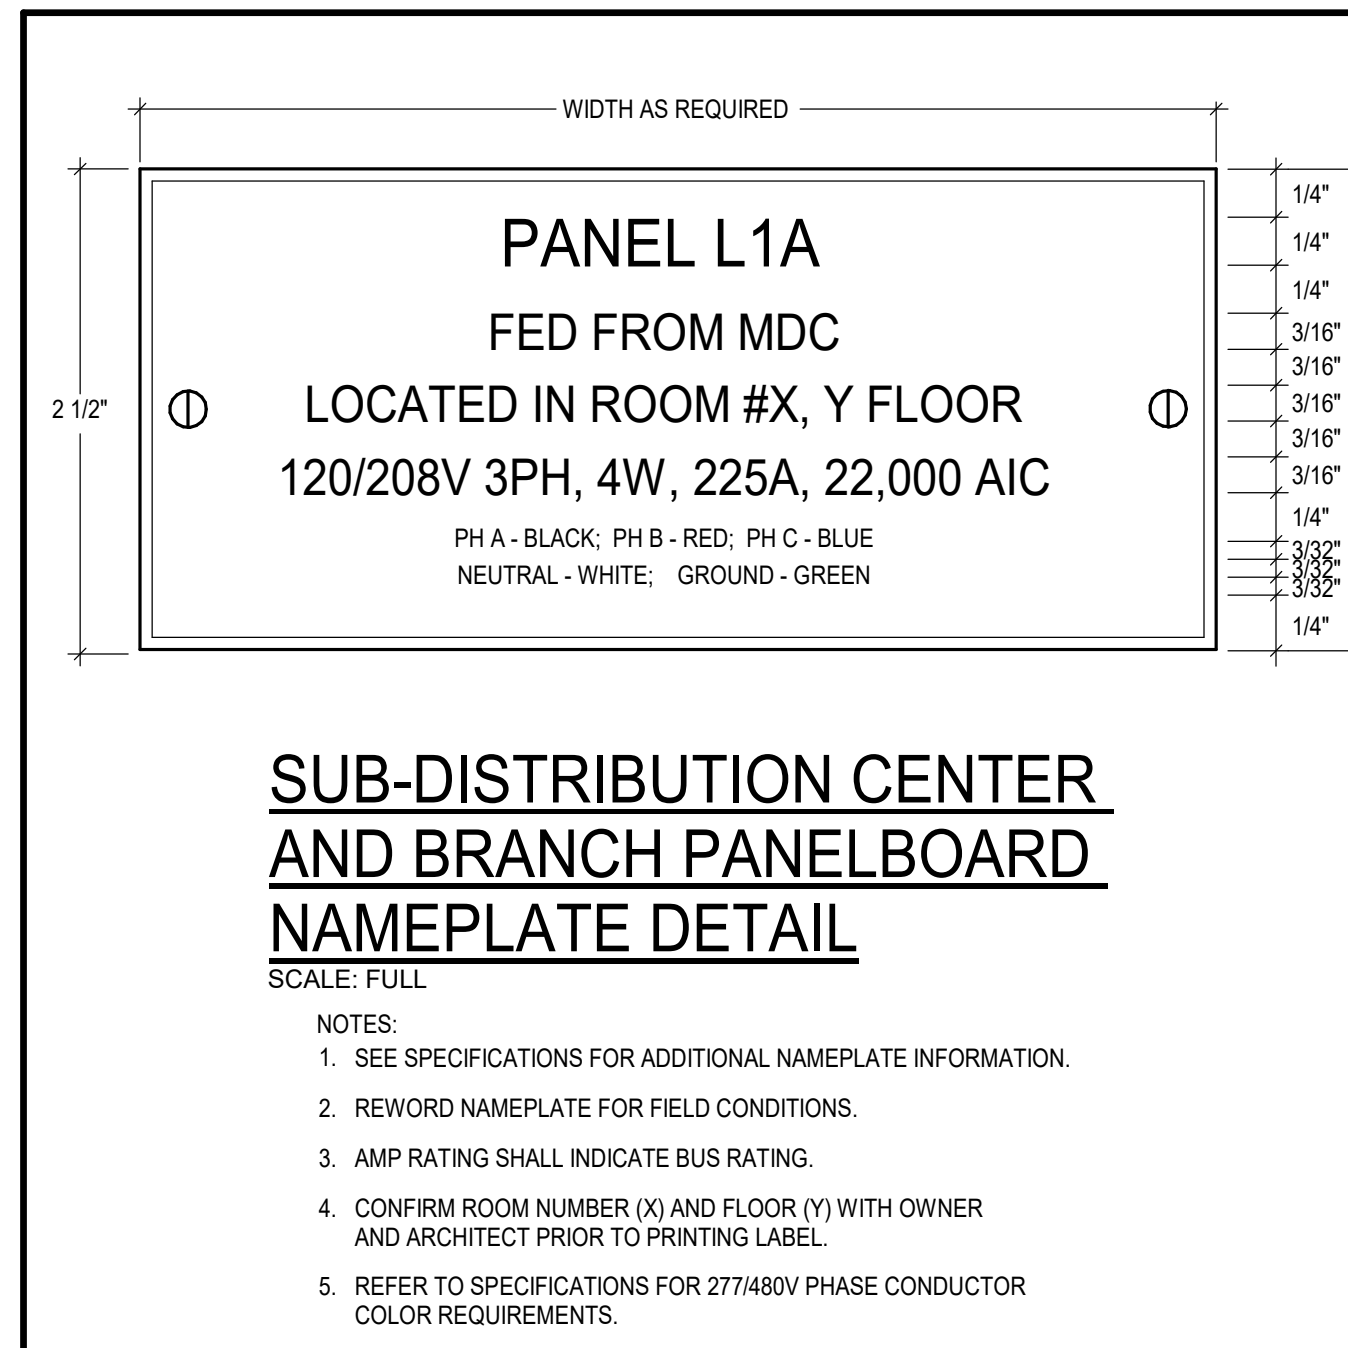 WIDTH AS REQUIRED
1/4"
PANEL L1A
1/4"
1/4"
FED FROM MDC
3/16"
3/16"
2 1/2"
LOCATED IN ROOM #X, Y FLOOR
3/16"
3/16"
120/208V 3PH, 4W, 225A, 22,000 AIC
3/16"
1/4"
PH A - BLACK; PH B - RED; PH C - BLUE
3/32"
3/32"
NEUTRAL - WHITE; GROUND - GREEN
3/32"
1/4"
SUB-DISTRIBUTION CENTER
AND BRANCH PANELBOARD
NAMEPLATE DETAIL
SCALE: FULL
NOTES:
1. SEE SPECIFICATIONS FOR ADDITIONAL NAMEPLATE INFORMATION.
2. REWORD NAMEPLATE FOR FIELD CONDITIONS.
3. AMP RATING SHALL INDICATE BUS RATING.
4. CONFIRM ROOM NUMBER (X) AND FLOOR (Y) WITH OWNER
AND ARCHITECT PRIOR TO PRINTING LABEL.
5. REFER TO SPECIFICATIONS FOR 277/480V PHASE CONDUCTOR
COLOR REQUIREMENTS.